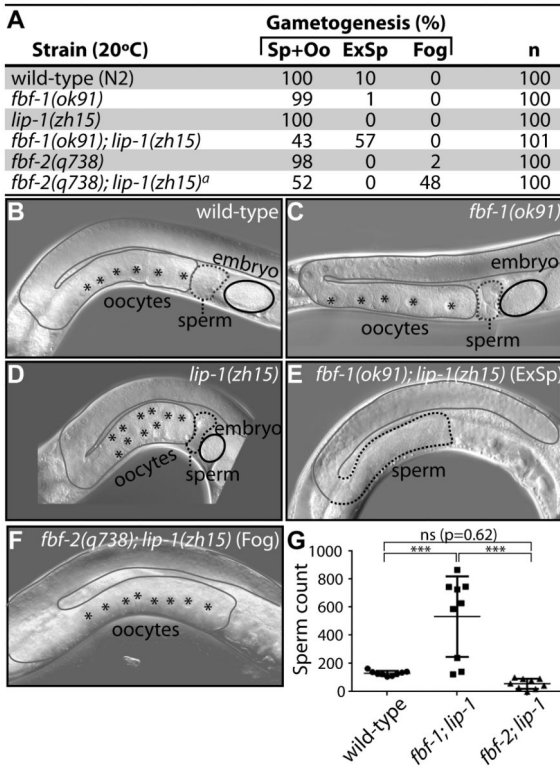 A
Gametogenesis (%)
Strain (20ºC) Sp+Oo ExSp Fog n
wild-type (N2) 100 10 0 100
fbf-1(ok91) 99 1 0 100
lip-1(zh15) 100 0 0 100
fbf-1(ok91); lip-1(zh15) 43 57 0 101
fbf-2(q738) 98 0 2 100
fbf-2(q738); lip-1(zh15)a 52 0 48 100
B wild-type
* * * * * *
oocytes
sperm
embryo
C fbf-1(ok91)
* * * * *
oocytes
sperm
embryo
D lip-1(zh15)
* * * * * * * * *
oocytes
sperm
embryo
E fbf-1(ok91); lip-1(zh15) (ExSp)
sperm
F fbf-2(q738); lip-1(zh15) (Fog)
* * * * * * * *
oocytes
G
ns (p=0.62)
*** ***
Sperm count
1000
800
600
400
200
0
wild-type
fbf-1; lip-1
fbf-2; lip-1